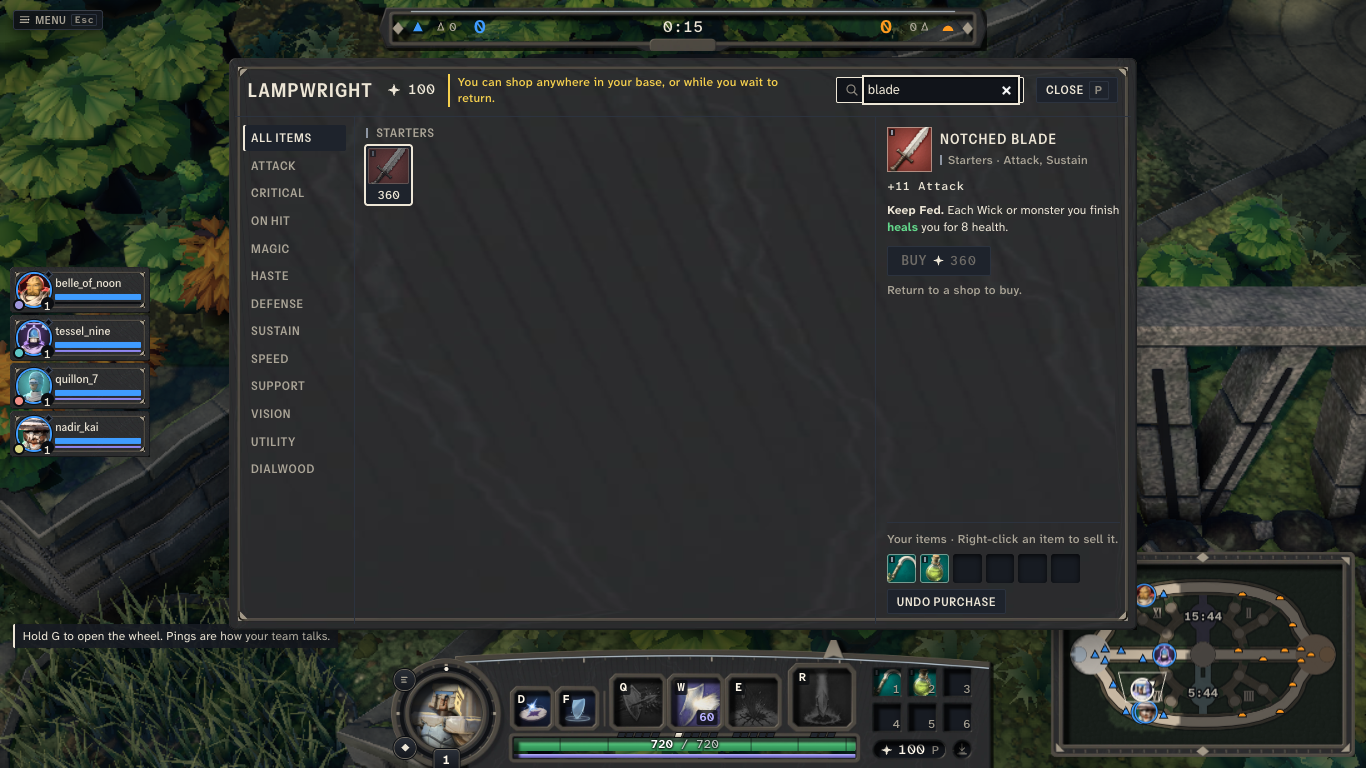 MENU Esc
0 0 0:15 0 0
LAMPWRIGHT 100
You can shop anywhere in your base, or while you wait to
return.
blade
CLOSE P
ALL ITEMS
ATTACK
CRITICAL
ON HIT
MAGIC
HASTE
DEFENSE
SUSTAIN
SPEED
SUPPORT
VISION
UTILITY
DIALWOOD
STARTERS
I
360
I
NOTCHED BLADE
Starters · Attack, Sustain
+11 Attack
Keep Fed. Each Wick or monster you finish
heals you for 8 health.
BUY 360
Return to a shop to buy.
Your items · Right-click an item to sell it.
I I
UNDO PURCHASE
belle_of_noon
1
tessel_nine
1
quillon_7
1
nadir_kai
1
Hold G to open the wheel. Pings are how your team talks.
1
D F Q W E R
60
720 / 720
1 2 3
4 5 6
100 P
XI II
15:44
5:44